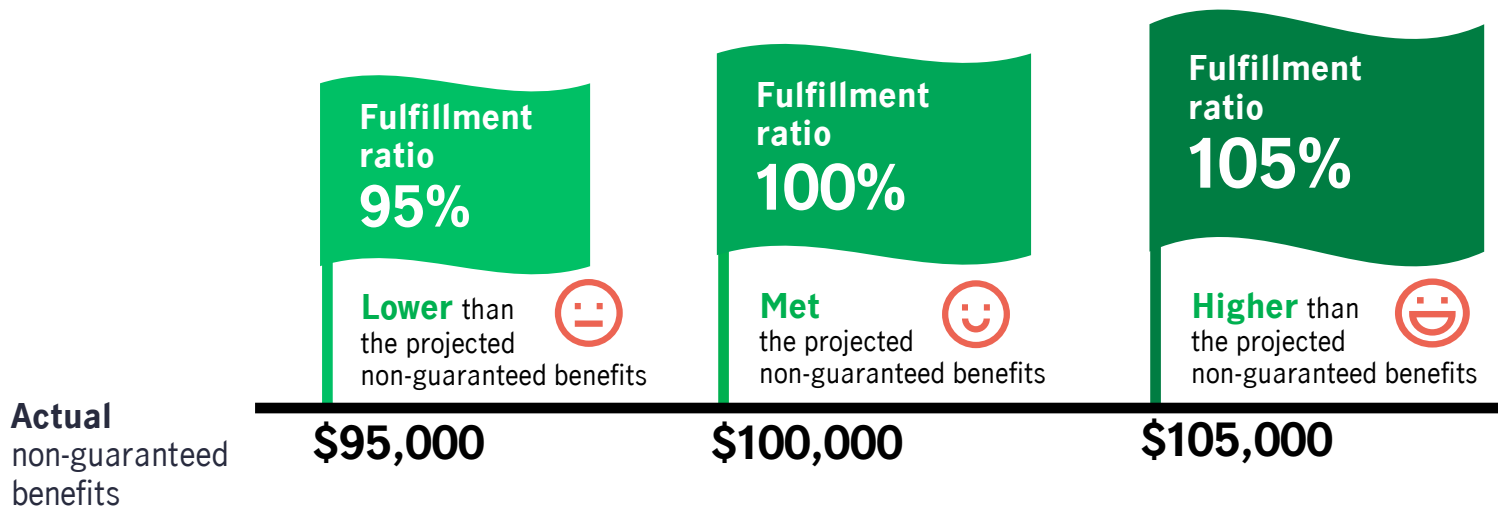 Fulfillment
ratio
95%
Lower than
the projected
non-guaranteed benefits
Fulfillment
ratio
100%
Met
the projected
non-guaranteed benefits
Fulfillment
ratio
105%
Higher than
the projected
non-guaranteed benefits
Actual
non-guaranteed
benefits
$95,000
$100,000
$105,000